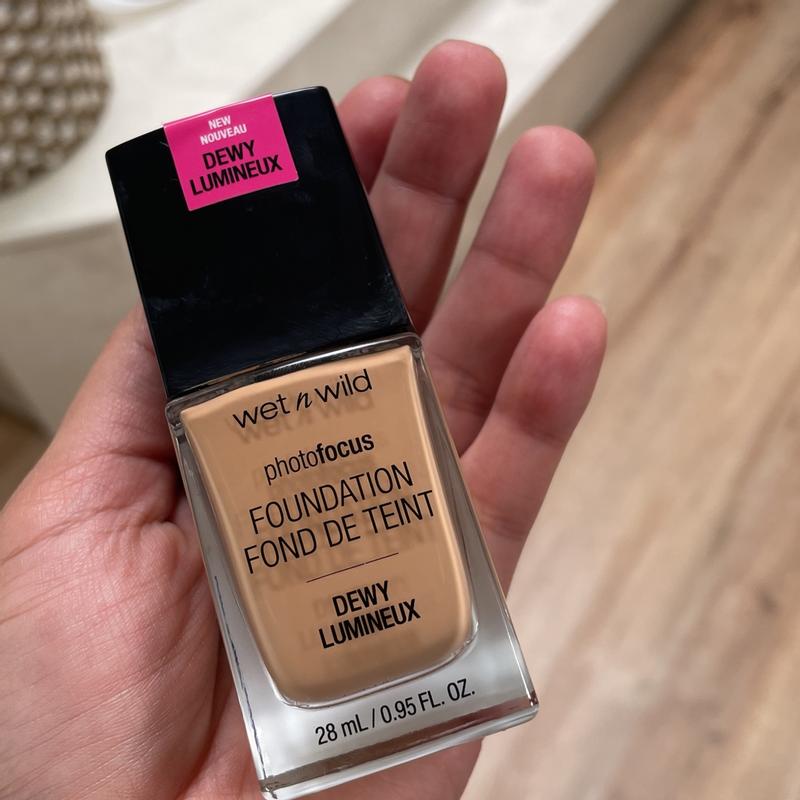 NEW
NOUVEAU
DEWY
LUMINEUX
wet n wild
photofocus
FOUNDATION
FOND DE TEINT
DEWY
LUMINEUX
28 mL / 0.95 FL. OZ.